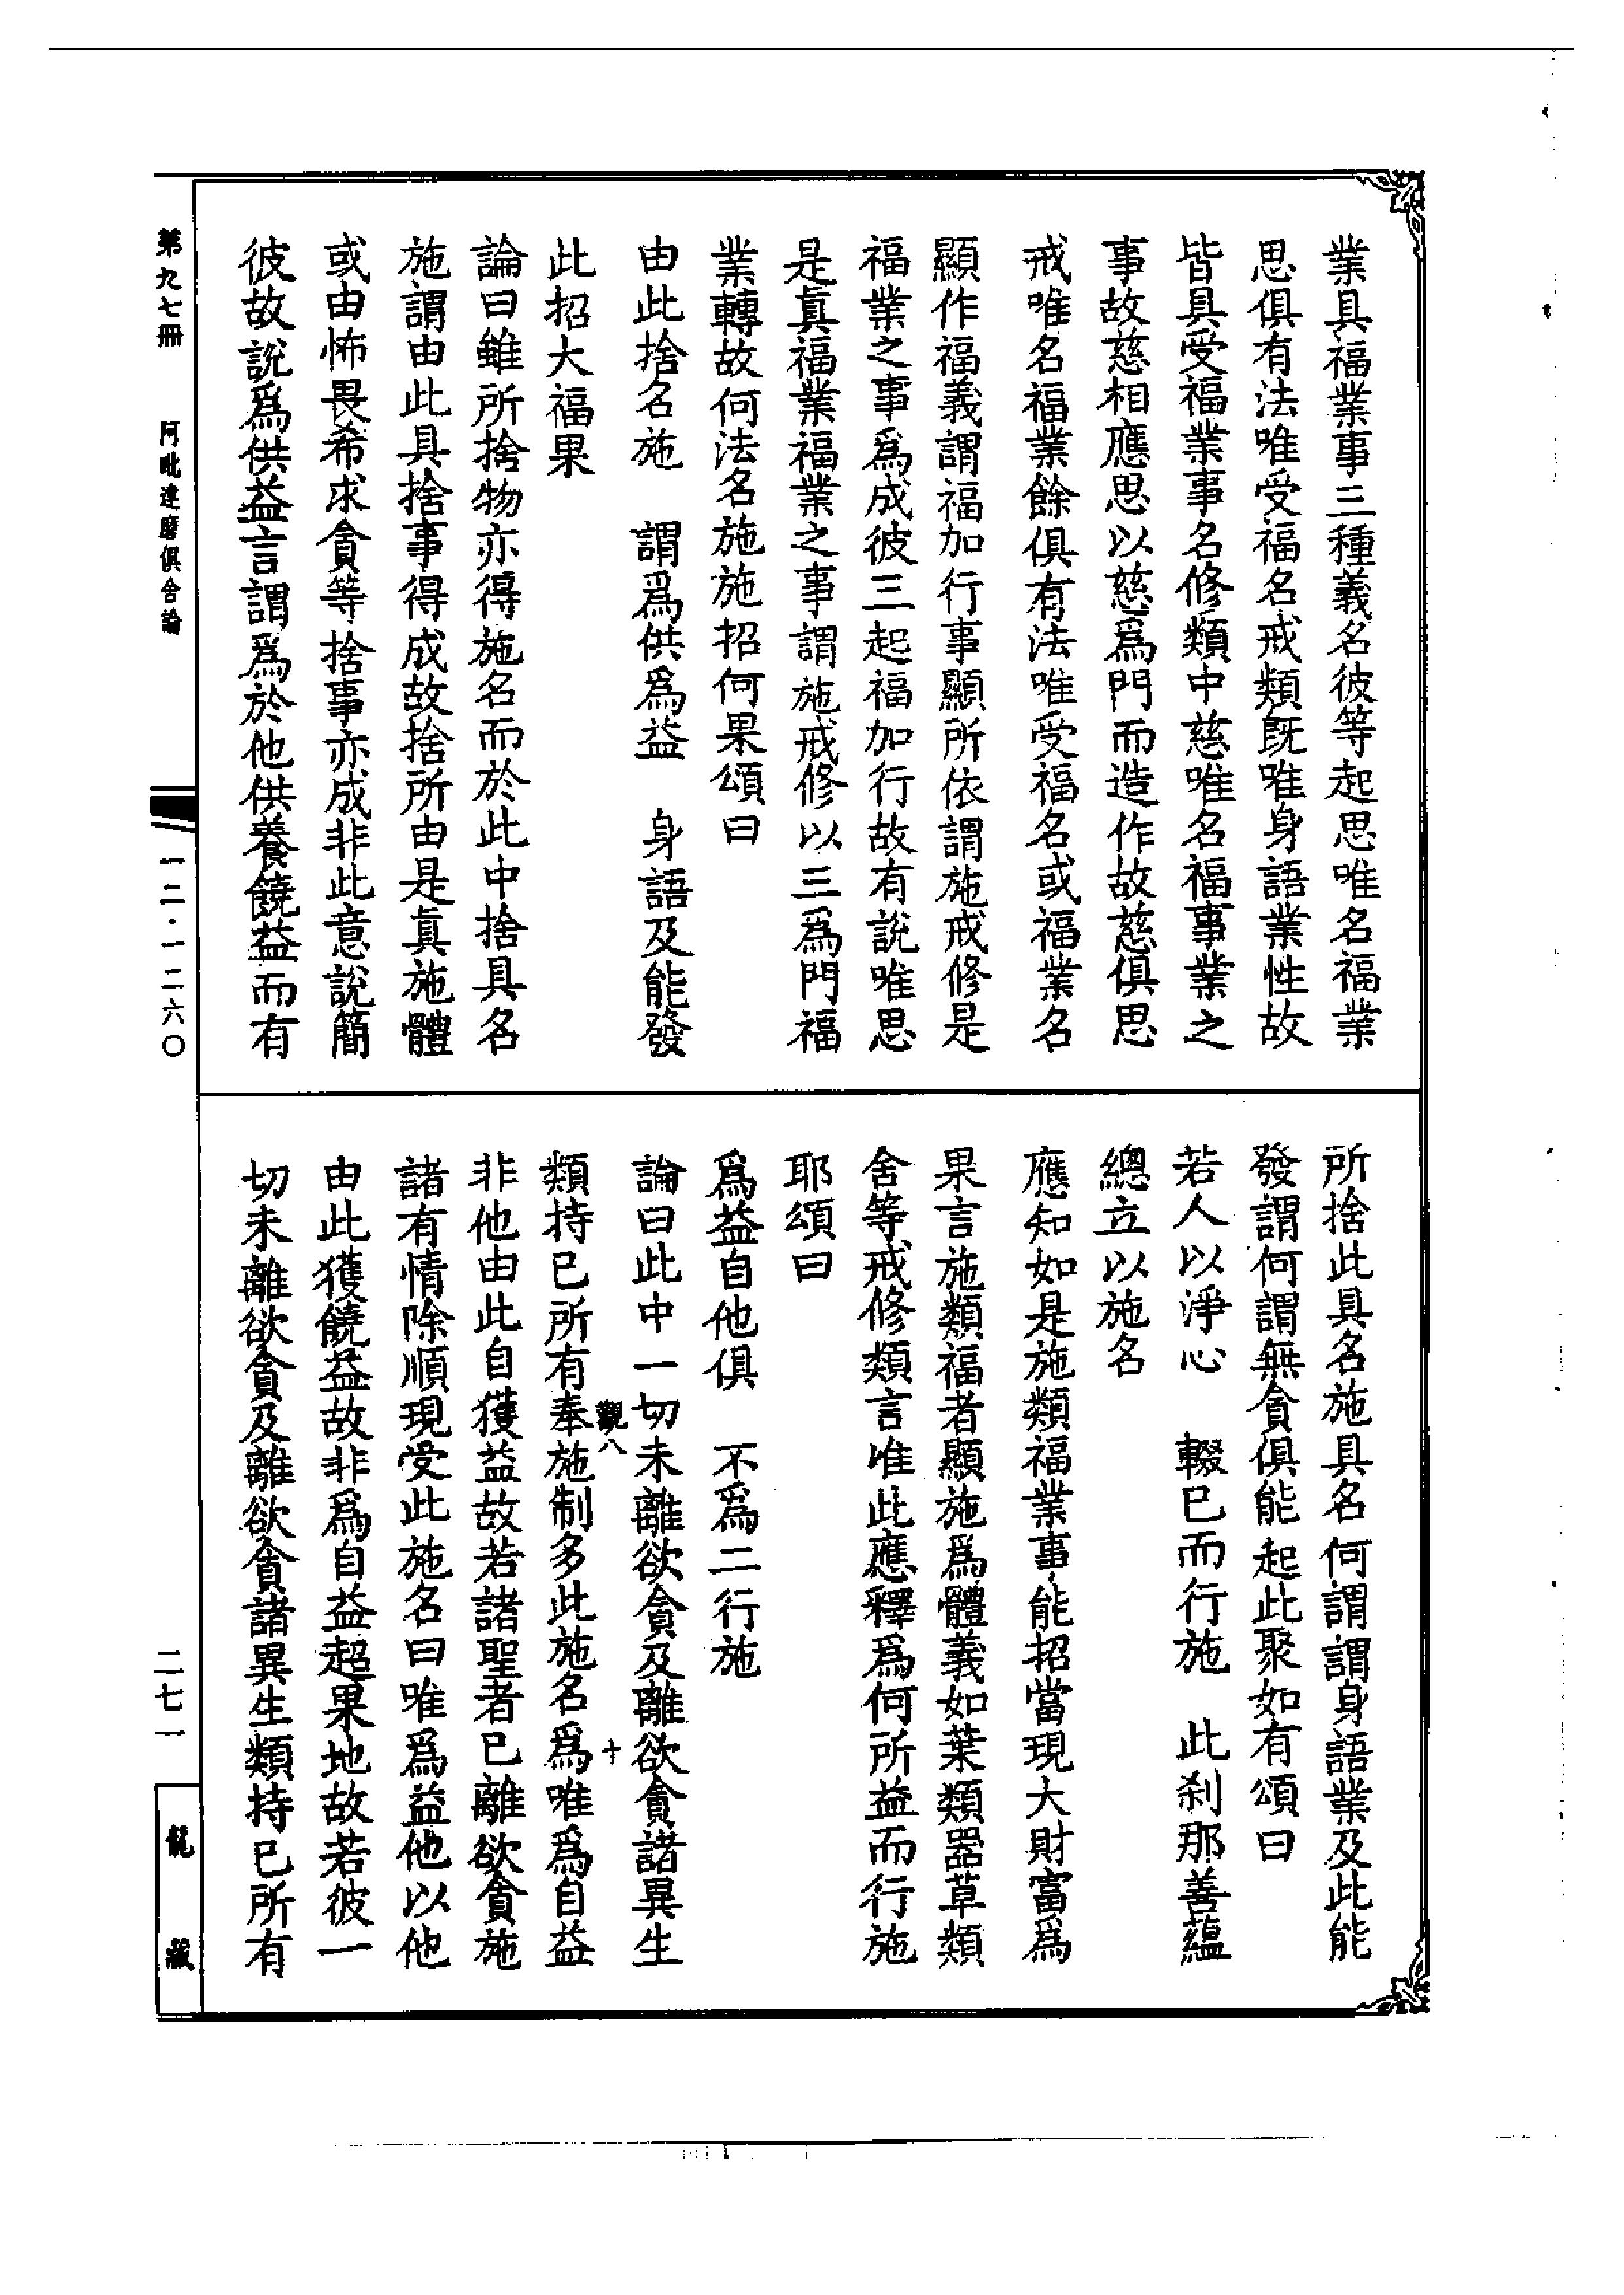 業具福業事三種義名彼等起思唯名福業
思俱有法唯受福名戒類既唯身語業性故
皆具受福業事名修類中慈唯名福事業之
事故慈相應思以慈爲門而造作故慈俱思
戒唯名福業餘俱有法唯受福名或福業名
顯作福義謂福加行事顯所依謂施戒修是
福業之事爲成彼三起福加行故有說唯思
是真福業福業之事謂施戒修以三爲門福
業轉故何法名施施招何果頌曰
由此捨名施　謂爲供爲益　身語及能發
此招大福果
論曰雖所捨物亦得施名而於此中捨具名
施謂由此具捨事得成故捨所由是真施體
或由怖畏希求貪等捨事亦成非此意說簡
彼故說爲供益言謂爲於他供養饒益而有
所捨此具名施具名何謂謂身語業及此能
發謂何謂無貪俱能起此聚如有頌曰
若人以淨心　輟已而行施　此剎那善蘊
總立以施名
應知如是施類福業事能招當現大財富爲
果言施類福者顯施爲體義如葉類器草類
舍等戒修類言准此應釋爲何所益而行施
耶頌曰
爲益自他俱　不爲二行施
論曰此中一切未離欲貪及離欲貪諸異生
觀八　十
類持已所有奉施制多此施名爲唯爲自益
非他由此自獲益故若諸聖者已離欲貪施
諸有情除順現受此施名曰唯爲益他以他
由此獲饒益故非爲自益超果地故若彼一
切未離欲貪及離欲貪諸異生類持已所有
第九七冊　阿毗達磨俱舍論　一二·一二六〇　二七一　龍藏